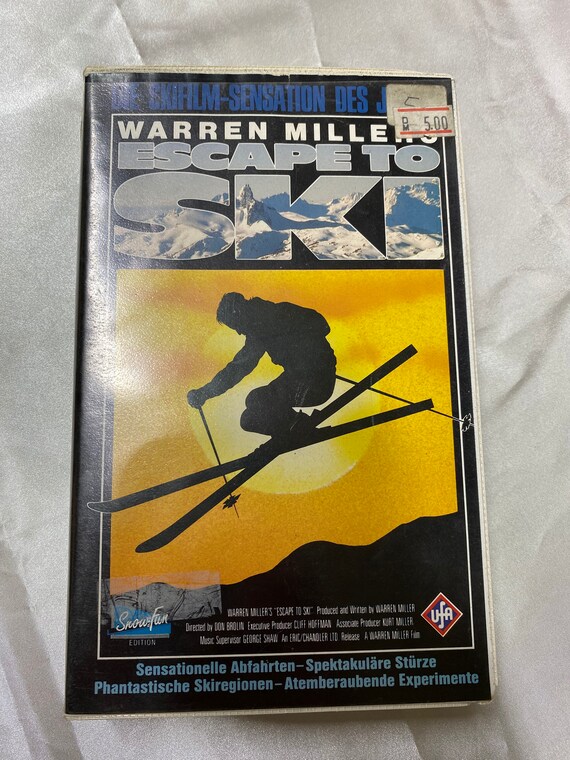 DIE SKIFILM-SENSATION DES
5
B 5.00
WARREN MILLER'S
ESCAPE TO
SKI
WARREN MILLER'S "ESCAPE TO SKI" Produced and Written by WARREN MILLER
Directed by DON BROLIN Executive Producer CLIFF HOFFMAN Associate Producer KURT MILLER
Music Supervisor GEORGE SHAW An ERIC/CHANDLER LTD. Release A WARREN MILLER Film
Snow-Fun
EDITION
UFA
Sensationelle Abfahrten–Spektakuläre Stürze
Phantastische Skiregionen–Atemberaubende Experimente